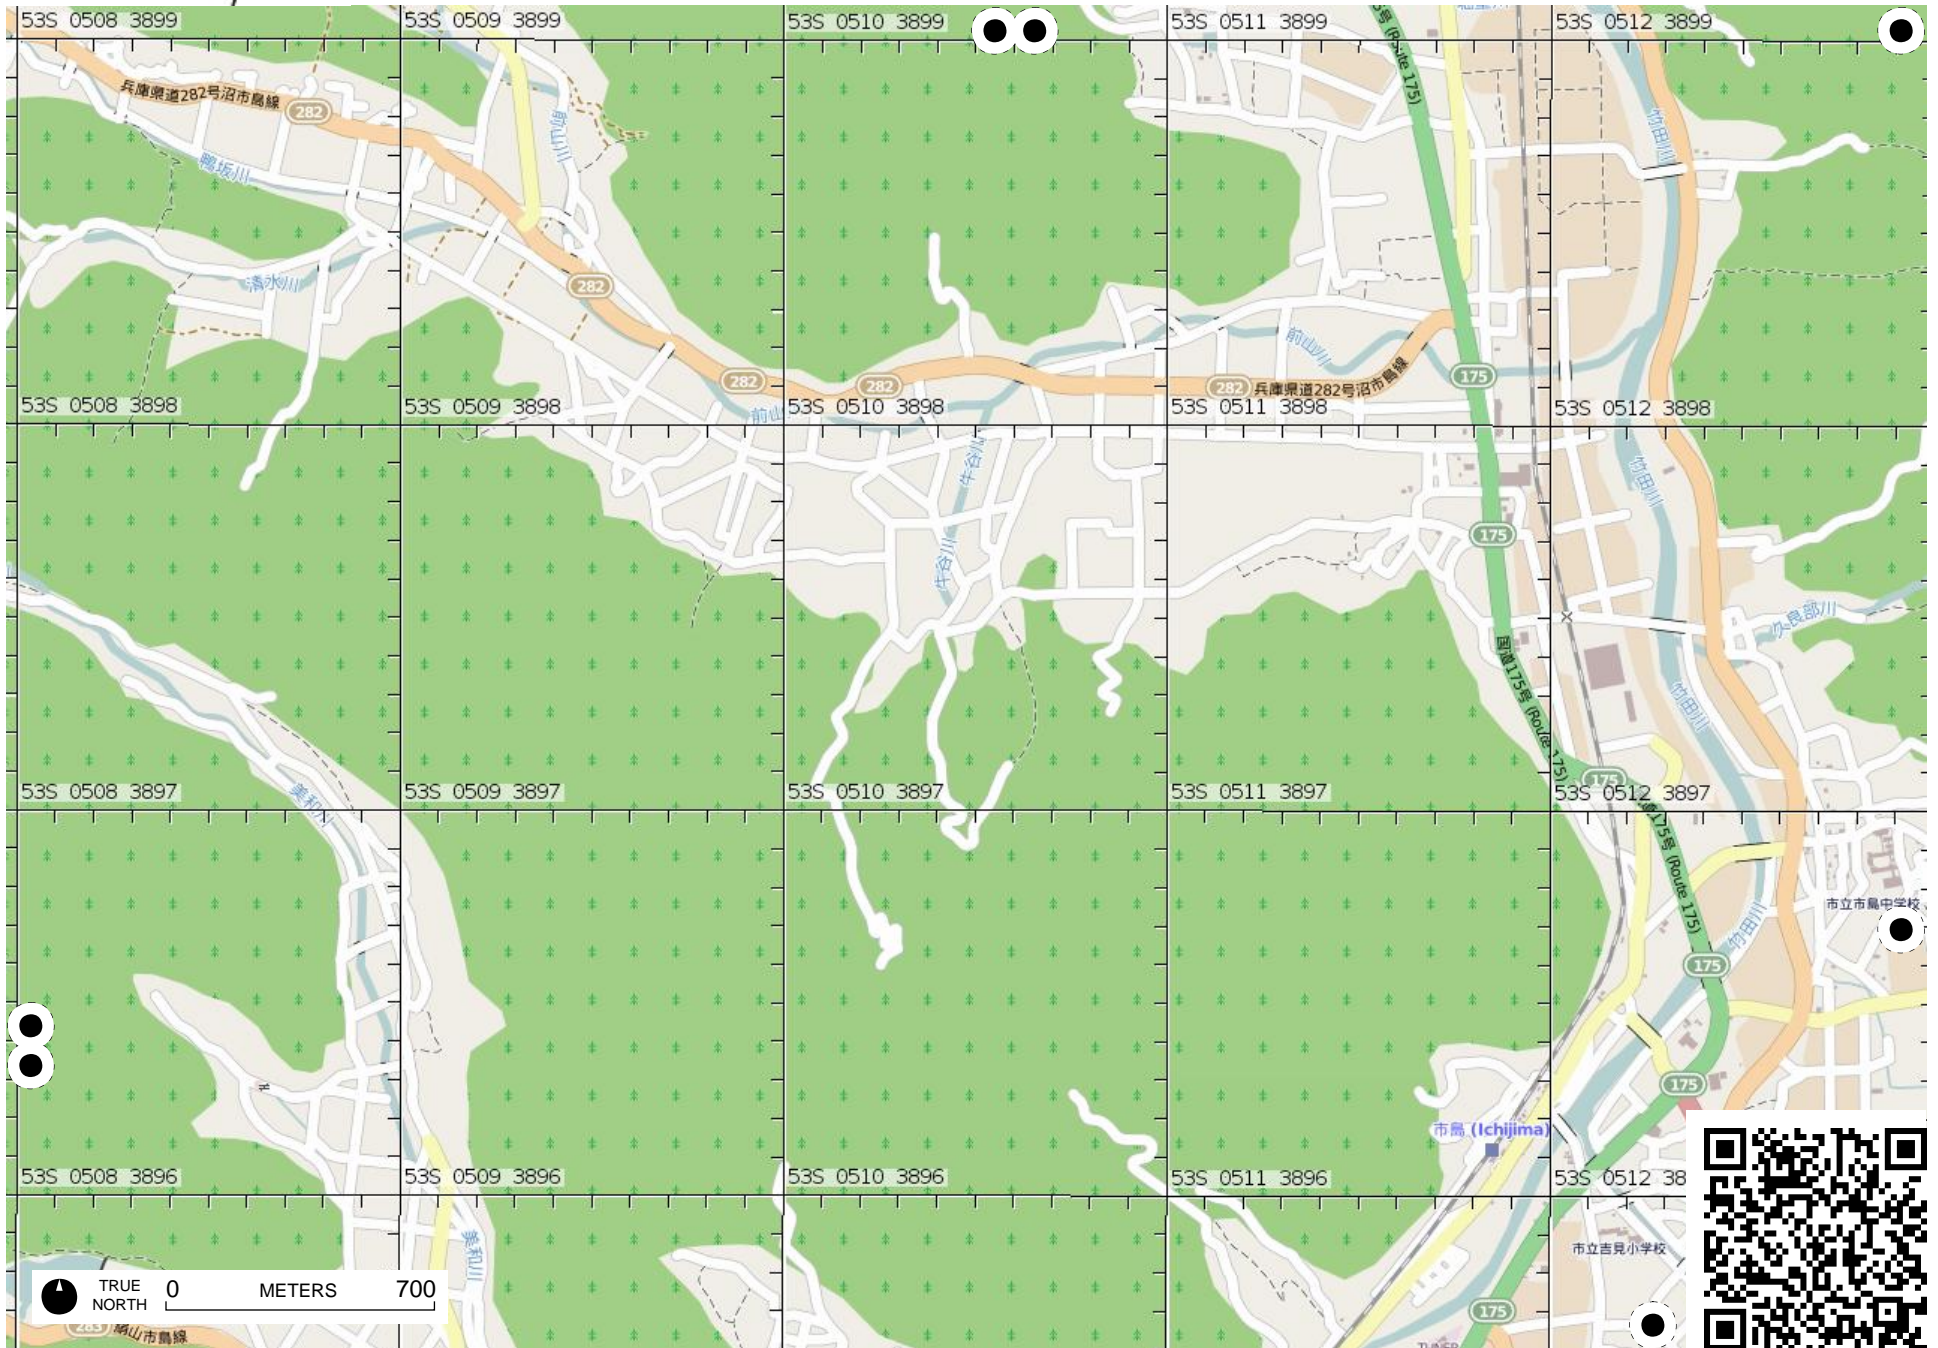 53S 0508 3899
53S 0509 3899
53S 0510 3899
53S 0511 3899
53S 0512 3899
兵庫県道282号沼市島線
282
鴨坂川
前山川
号 (Route 175)
竹田川
清水川
282
282
282
前山川
282
兵庫県道282号沼市島線
175
53S 0508 3898
53S 0509 3898
53S 0510 3898
53S 0511 3898
53S 0512 3898
前山
牛谷川
竹田川
175
牛谷川
久良部川
国道175号 (Route 175)
竹田川
175
美和川
53S 0508 3897
53S 0509 3897
53S 0510 3897
53S 0511 3897
53S 0512 3897
175号 (Route 175)
市立市島中学校
竹田川
175
175
市島 (Ichijima)
53S 0508 3896
53S 0509 3896
53S 0510 3896
53S 0511 3896
53S 0512 38
美和川
市立吉見小学校
TRUE
NORTH
0 METERS 700
175
283
山市島線